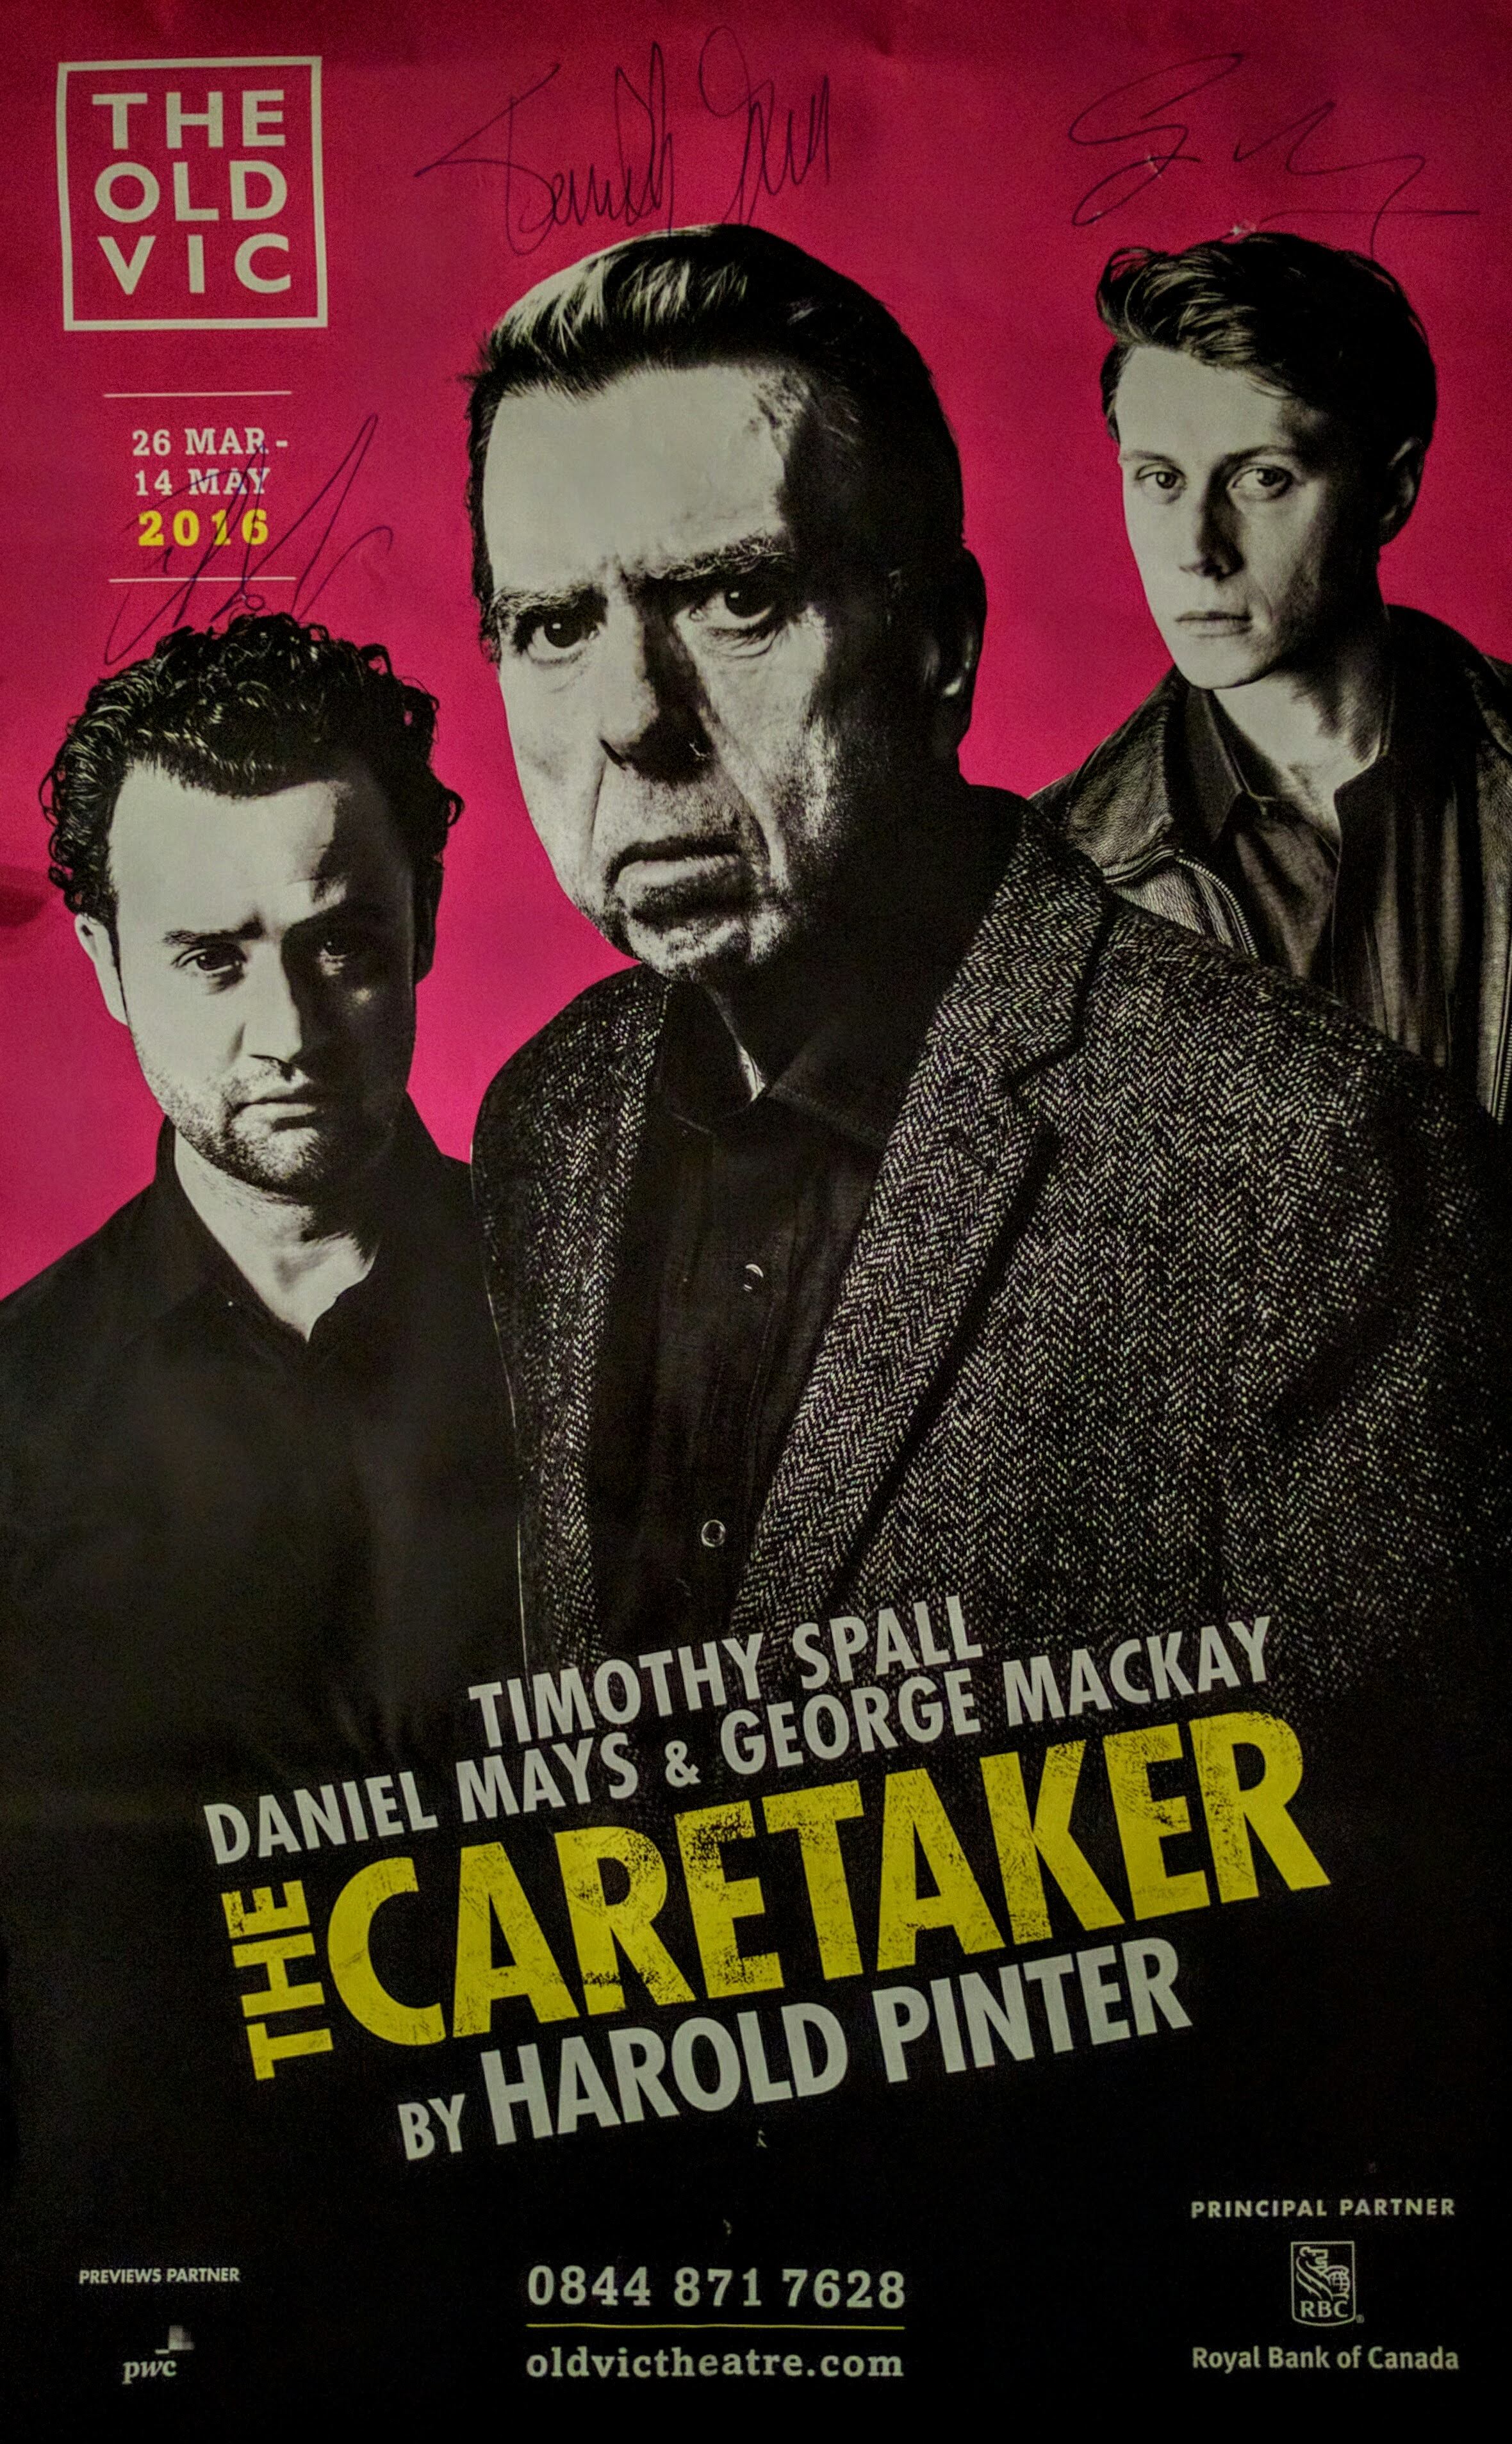 THE
OLD
VIC
26 MAR -
14 MAY
2016
TIMOTHY SPALL
DANIEL MAYS & GEORGE MACKAY
THE CARETAKER
BY HAROLD PINTER
PREVIEWS PARTNER
pwc
0844 871 7628
oldvictheatre.com
PRINCIPAL PARTNER
RBC®
Royal Bank of Canada